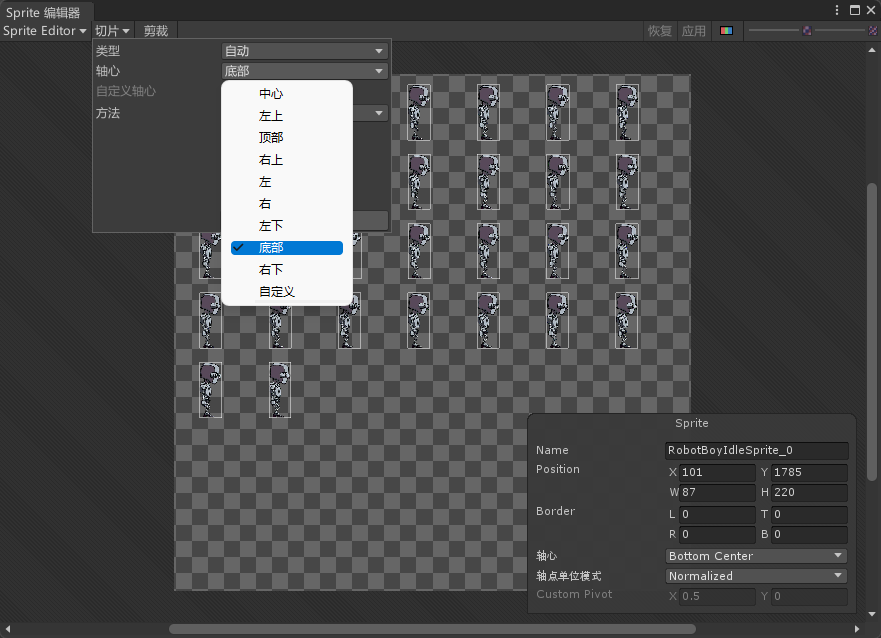 Sprite 编辑器
Sprite Editor 切片 剪裁 恢复 应用
类型 自动
轴心 底部
自定义轴心
方法
中心
左上
顶部
右上
左
右
左下
底部
右下
自定义
Sprite
Name RobotBoyIdleSprite_0
Position X 101 Y 1785
W 87 H 220
Border L 0 T 0
R 0 B 0
轴心 Bottom Center
轴点单位模式 Normalized
Custom Pivot X 0.5 Y 0